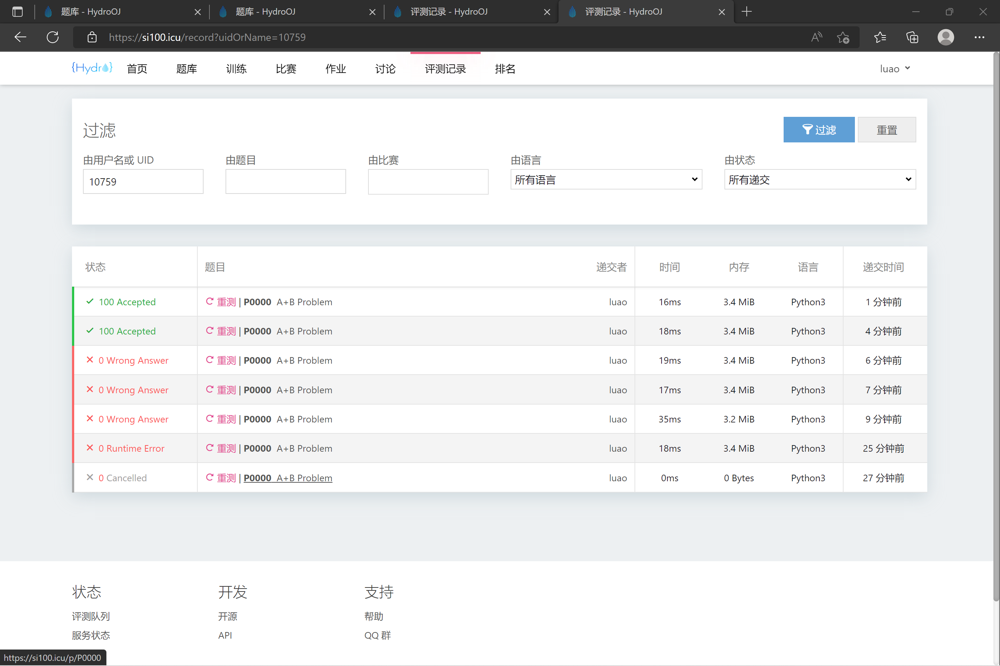 题库 - HydroOJ 题库 - HydroOJ 评测记录 - HydroOJ 评测记录 - HydroOJ
https://si100.icu/record?uidOrName=10759
{Hydro} 首页 题库 训练 比赛 作业 讨论 评测记录 排名 luao
过滤 过滤 重置
由用户名或 UID 由题目 由比赛 由语言 由状态
10759 所有语言 所有递交
状态 题目 递交者 时间 内存 语言 递交时间
100 Accepted 重测 | P0000 A+B Problem luao 16ms 3.4 MiB Python3 1 分钟前
100 Accepted 重测 | P0000 A+B Problem luao 18ms 3.4 MiB Python3 4 分钟前
0 Wrong Answer 重测 | P0000 A+B Problem luao 19ms 3.4 MiB Python3 6 分钟前
0 Wrong Answer 重测 | P0000 A+B Problem luao 17ms 3.4 MiB Python3 7 分钟前
0 Wrong Answer 重测 | P0000 A+B Problem luao 35ms 3.2 MiB Python3 9 分钟前
0 Runtime Error 重测 | P0000 A+B Problem luao 18ms 3.4 MiB Python3 25 分钟前
0 Cancelled 重测 | P0000 A+B Problem luao 0ms 0 Bytes Python3 27 分钟前
状态 开发 支持
评测队列 开源 帮助
服务状态 API QQ 群
https://si100.icu/p/P0000